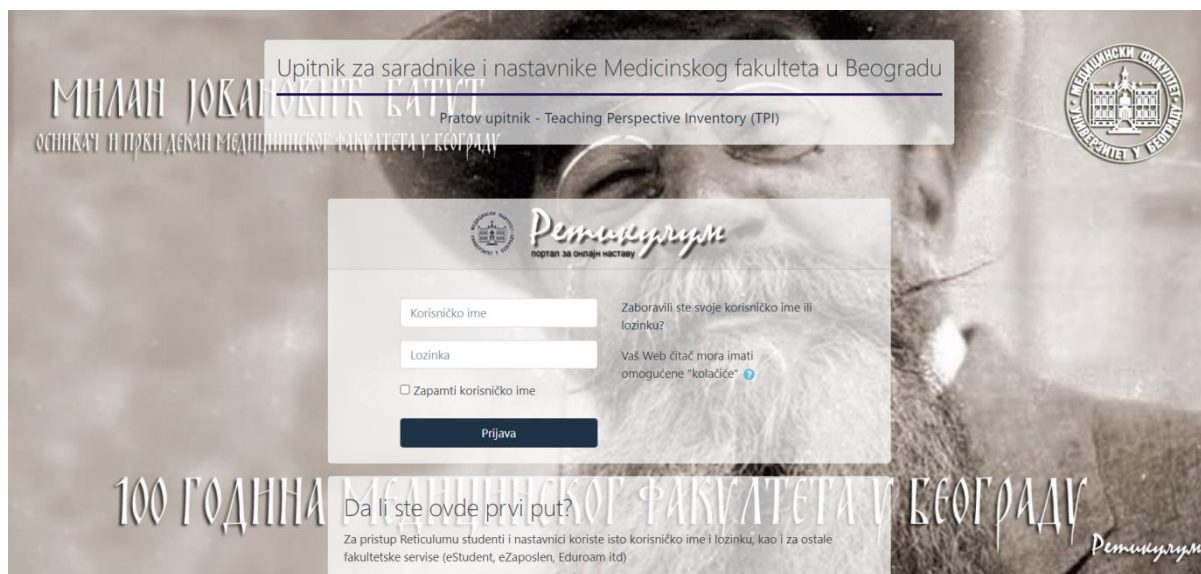 Upitnik za saradnike i nastavnike Medicinskog fakulteta u Beogradu
Pratov upitnik - Teaching Perspective Inventory (TPI)
МИЛАН ЈОВАНОВИЋ БАТУТ
ОСНИВАЧ И ПРВИ ДЕКАН МЕДИЦИНСКОГ ФАКУЛТЕТА У БЕОГРАДУ
МЕДИЦИНСКИ ФАКУЛТЕТ
УНИВЕРЗИТЕТ У БЕОГРАДУ
Ретикулум
портал за онлајн наставу
Korisničko ime
Zaboravili ste svoje korisničko ime ili
lozinku?
Lozinka
Vaš Web čitač mora imati
omogućene "kolačiće"
Zapamti korisničko ime
Prijava
100 ГОДИНА МЕДИЦИНСКОГ ФАКУЛТЕТА У БЕОГРАДУ
Da li ste ovde prvi put?
Za pristup Reticulumu studenti i nastavnici koriste isto korisničko ime i lozinku, kao i za ostale
fakultetske servise (eStudent, eZaposlen, Eduroam itd)
Ретикулум